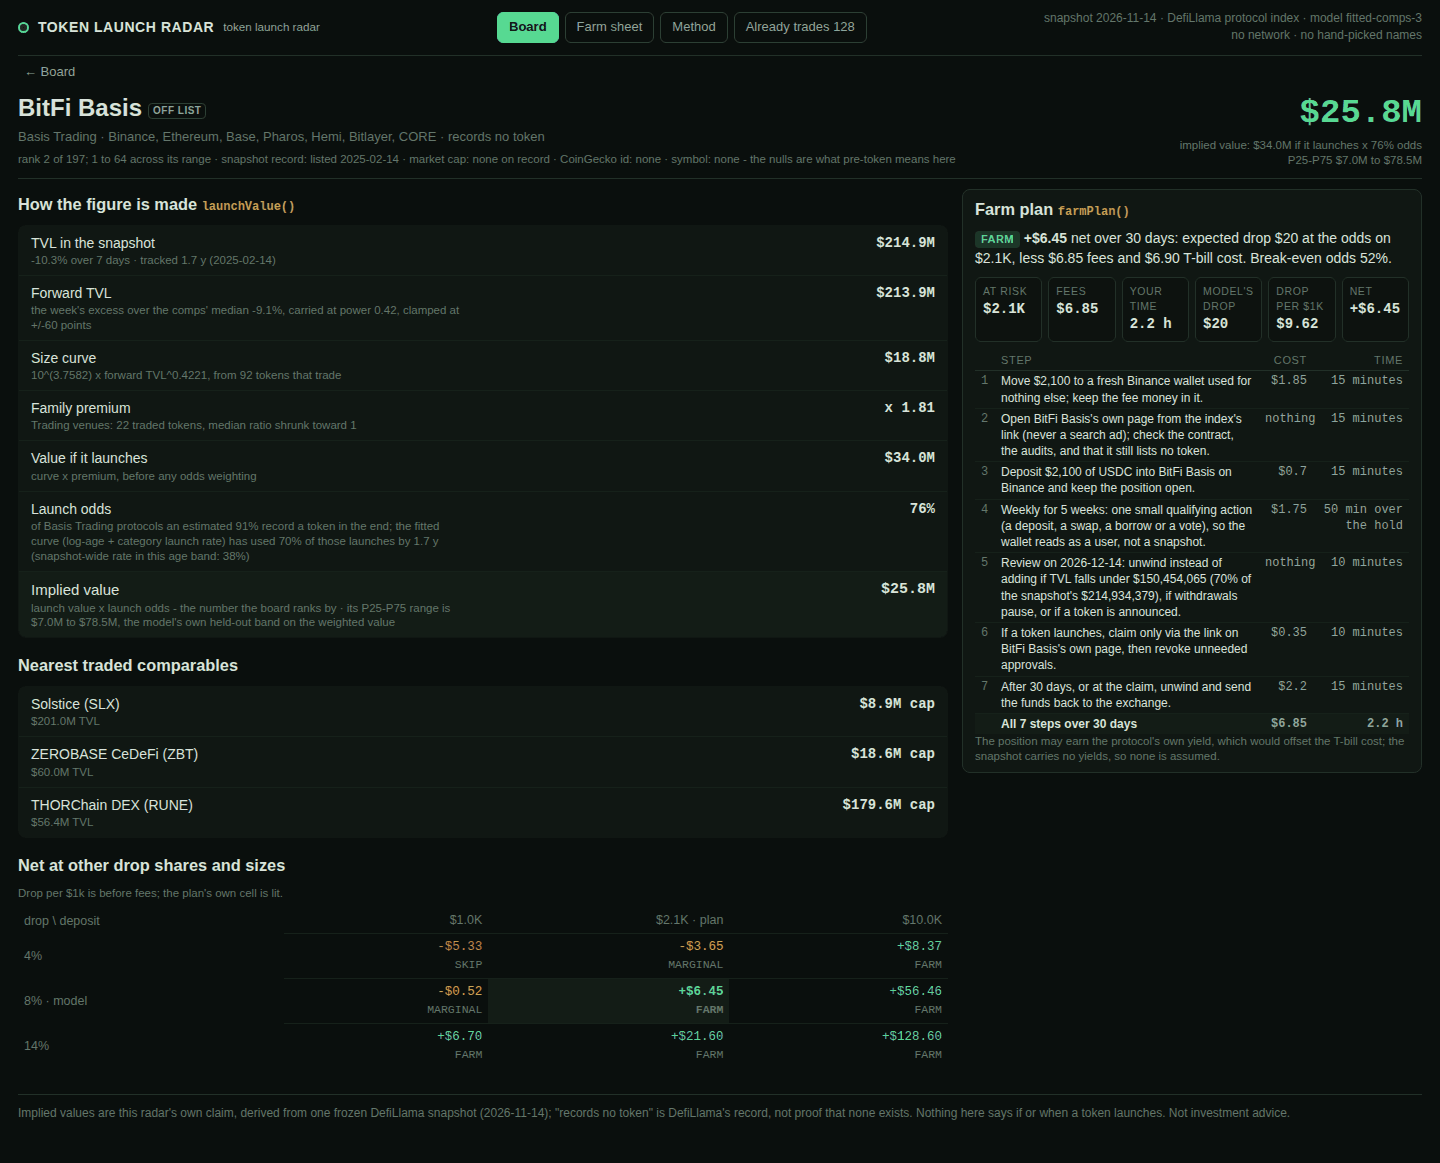 TOKEN LAUNCH RADAR token launch radar
Board
Farm sheet
Method
Already trades 128
snapshot 2026-11-14 · DefiLlama protocol index · model fitted-comps-3
no network · no hand-picked names
← Board
BitFi Basis OFF LIST
Basis Trading · Binance, Ethereum, Base, Pharos, Hemi, Bitlayer, CORE · records no token
rank 2 of 197; 1 to 64 across its range · snapshot record: listed 2025-02-14 · market cap: none on record · CoinGecko id: none · symbol: none - the nulls are what pre-token means here
$25.8M
implied value: $34.0M if it launches x 76% odds
P25-P75 $7.0M to $78.5M
How the figure is made launchValue()
TVL in the snapshot $214.9M
-10.3% over 7 days · tracked 1.7 y (2025-02-14)
Forward TVL $213.9M
the week's excess over the comps' median -9.1%, carried at power 0.42, clamped at
+/-60 points
Size curve $18.8M
10^(3.7582) x forward TVL^0.4221, from 92 tokens that trade
Family premium x 1.81
Trading venues: 22 traded tokens, median ratio shrunk toward 1
Value if it launches $34.0M
curve x premium, before any odds weighting
Launch odds 76%
of Basis Trading protocols an estimated 91% record a token in the end; the fitted
curve (log-age + category launch rate) has used 70% of those launches by 1.7 y
(snapshot-wide rate in this age band: 38%)
Implied value $25.8M
launch value x launch odds - the number the board ranks by · its P25-P75 range is
$7.0M to $78.5M, the model's own held-out band on the weighted value
Nearest traded comparables
Solstice (SLX) $8.9M cap
$201.0M TVL
ZEROBASE CeDeFi (ZBT) $18.6M cap
$60.0M TVL
THORChain DEX (RUNE) $179.6M cap
$56.4M TVL
Net at other drop shares and sizes
Drop per $1k is before fees; the plan's own cell is lit.
drop \ deposit $1.0K $2.1K · plan $10.0K
4% -$5.33 SKIP -$3.65 MARGINAL +$8.37 FARM
8% · model -$0.52 MARGINAL +$6.45 FARM +$56.46 FARM
14% +$6.70 FARM +$21.60 FARM +$128.60 FARM
Farm plan farmPlan()
FARM +$6.45 net over 30 days: expected drop $20 at the odds on
$2.1K, less $6.85 fees and $6.90 T-bill cost. Break-even odds 52%.
AT RISK $2.1K
FEES $6.85
YOUR TIME 2.2 h
MODEL'S DROP $20
DROP PER $1K $9.62
NET +$6.45
STEP COST TIME
1 Move $2,100 to a fresh Binance wallet used for $1.85 15 minutes
nothing else; keep the fee money in it.
2 Open BitFi Basis's own page from the index's nothing 15 minutes
link (never a search ad); check the contract,
the audits, and that it still lists no token.
3 Deposit $2,100 of USDC into BitFi Basis on $0.7 15 minutes
Binance and keep the position open.
4 Weekly for 5 weeks: one small qualifying action $1.75 50 min over
(a deposit, a swap, a borrow or a vote), so the the hold
wallet reads as a user, not a snapshot.
5 Review on 2026-12-14: unwind instead of nothing 10 minutes
adding if TVL falls under $150,454,065 (70% of
the snapshot's $214,934,379), if withdrawals
pause, or if a token is announced.
6 If a token launches, claim only via the link on $0.35 10 minutes
BitFi Basis's own page, then revoke unneeded
approvals.
7 After 30 days, or at the claim, unwind and send $2.2 15 minutes
the funds back to the exchange.
All 7 steps over 30 days $6.85 2.2 h
The position may earn the protocol's own yield, which would offset the T-bill cost; the
snapshot carries no yields, so none is assumed.
Implied values are this radar's own claim, derived from one frozen DefiLlama snapshot (2026-11-14); "records no token" is DefiLlama's record, not proof that none exists. Nothing here says if or when a token launches. Not investment advice.